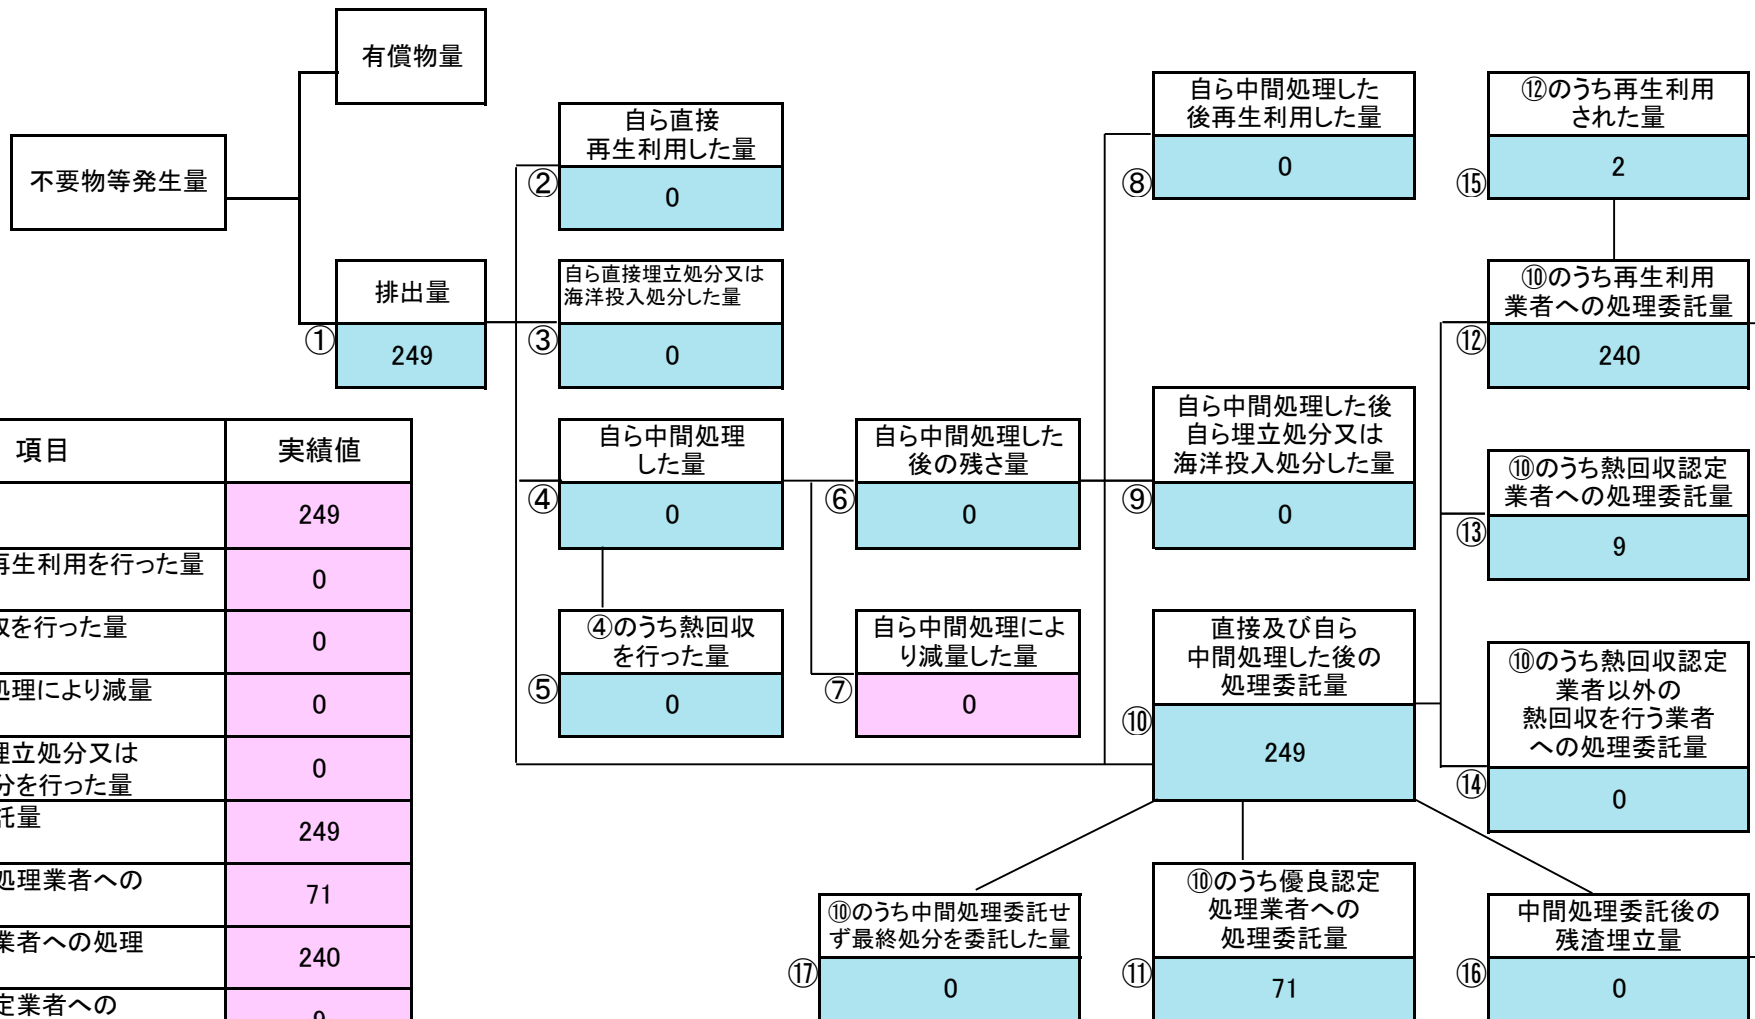 有償物量
不要物等発生量
排出量
①
249
自ら直接
再生利用した量
②
0
自ら直接埋立処分又は
海洋投入処分した量
③
0
自ら中間処理
した量
④
0
④のうち熱回収
を行った量
⑤
0
自ら中間処理した
後の残さ量
⑥
0
自ら中間処理によ
り減量した量
⑦
0
自ら中間処理した
後再生利用した量
⑧
0
自ら中間処理した後
自ら埋立処分又は
海洋投入処分した量
⑨
0
直接及び自ら
中間処理した後の
処理委託量
⑩
249
⑫のうち再生利用
された量
⑮
2
⑩のうち再生利用
業者への処理委託量
⑫
240
⑩のうち熱回収認定
業者への処理委託量
⑬
9
⑩のうち熱回収認定
業者以外の
熱回収を行う業者
への処理委託量
⑭
0
⑩のうち中間処理委託せ
ず最終処分を委託した量
⑰
0
⑩のうち優良認定
処理業者への
処理委託量
⑪
71
中間処理委託後の
残渣埋立量
⑯
0
項目 実績値
249
再生利用を行った量
0
を行った量
0
処理により減量
0
埋立処分又は
分を行った量
0
託量
249
処理業者への
71
業者への処理
240
定業者への